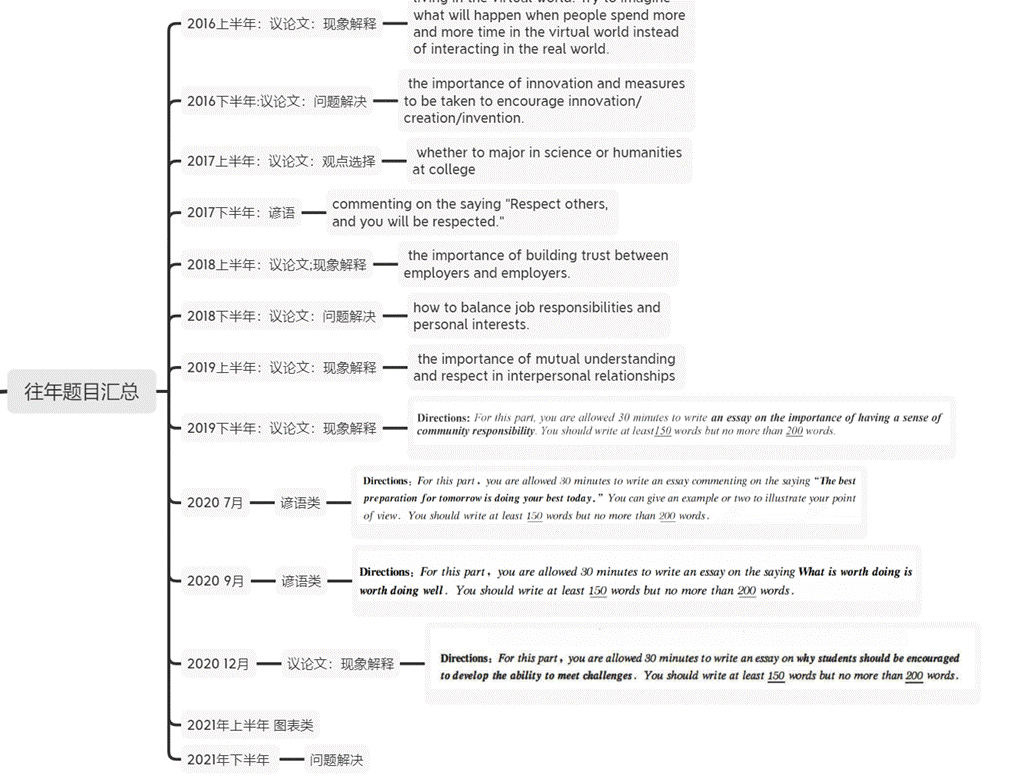 living in the virtual world. Try to imagine
2016上半年：议论文：现象解释
what will happen when people spend more
and more time in the virtual world instead
of interacting in the real world.
2016下半年:议论文：问题解决
the importance of innovation and measures
to be taken to encourage innovation/
creation/invention.
2017上半年：议论文：观点选择
whether to major in science or humanities
at college
2017下半年：谚语
commenting on the saying "Respect others,
and you will be respected."
2018上半年：议论文;现象解释
the importance of building trust between
employers and employers.
2018下半年：议论文：问题解决
how to balance job responsibilities and
personal interests.
2019上半年：议论文：现象解释
the importance of mutual understanding
and respect in interpersonal relationships
往年题目汇总
2019下半年：议论文：现象解释
Directions: For this part, you are allowed 30 minutes to write an essay on the importance of having a sense of
community responsibility. You should write at least150 words but no more than 200 words.
2020 7月
谚语类
Directions: For this part, you are allowed 30 minutes to write an essay commenting on the saying “The best
preparation for tomorrow is doing your best today.” You can give an example or two to illustrate your point
of view. You should write at least 150 words but no more than 200 words.
2020 9月
谚语类
Directions: For this part, you are allowed 30 minutes to write an essay on the saying What is worth doing is
worth doing well. You should write at least 150 words but no more than 200 words.
2020 12月
议论文：现象解释
Directions: For this part, you are allowed 30 minutes to write an essay on why students should be encouraged
to develop the ability to meet challenges. You should write at least 150 words but no more than 200 words.
2021年上半年 图表类
2021年下半年
问题解决